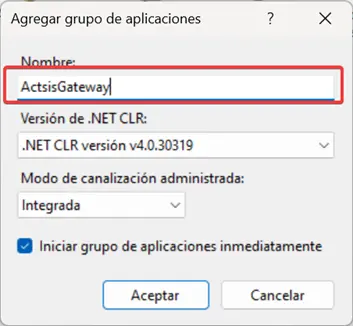 Agregar grupo de aplicaciones
?
Nombre:
ActsisGateway
Versión de .NET CLR:
.NET CLR versión v4.0.30319
Modo de canalización administrada:
Integrada
Iniciar grupo de aplicaciones inmediatamente
Aceptar
Cancelar